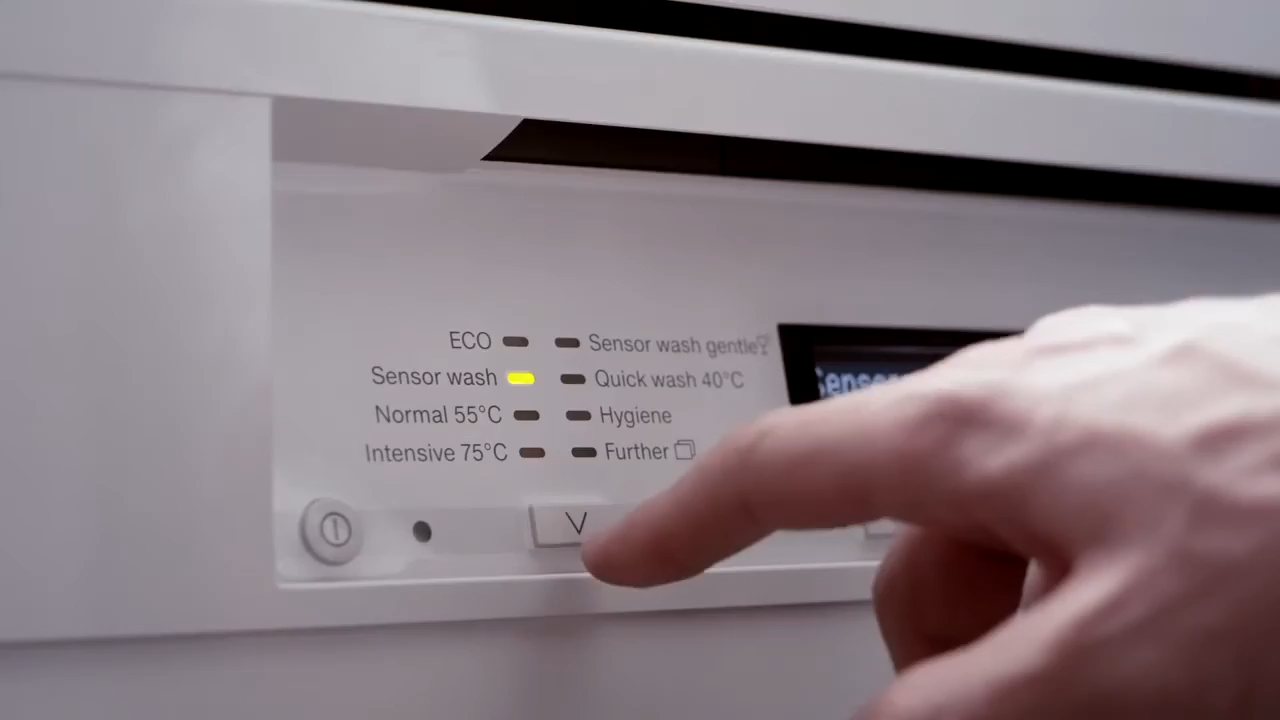 ECO
Sensor wash gentle
Sensor wash
Quick wash 40°C
Normal 55°C
Hygiene
Intensive 75°C
Further